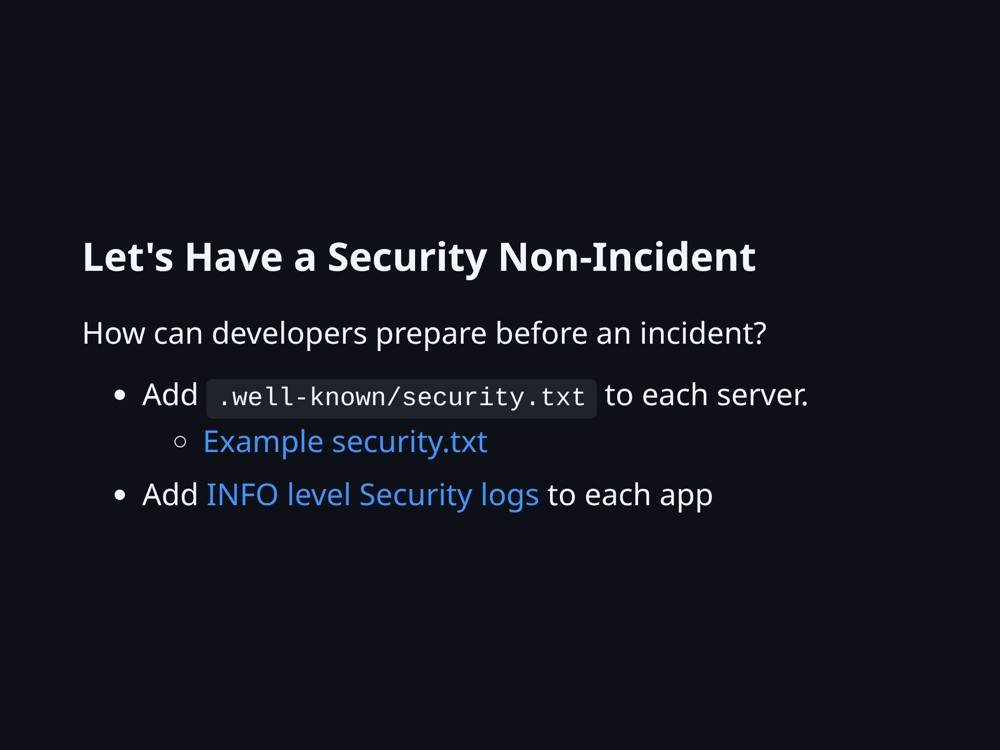 Let's Have a Security Non-Incident
How can developers prepare before an incident?
Add .well-known/security.txt to each server.
Example security.txt
Add INFO level Security logs to each app